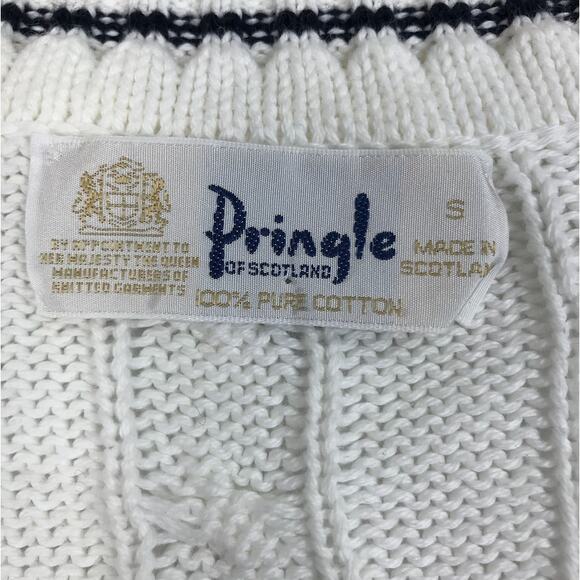 BY APPOINTMENT TO
HER MAJESTY THE QUEEN
MANUFACTURERS OF
KNITTED GARMENTS
Pringle
OF SCOTLAND
100% PURE COTTON
S
MADE IN
SCOTLAN